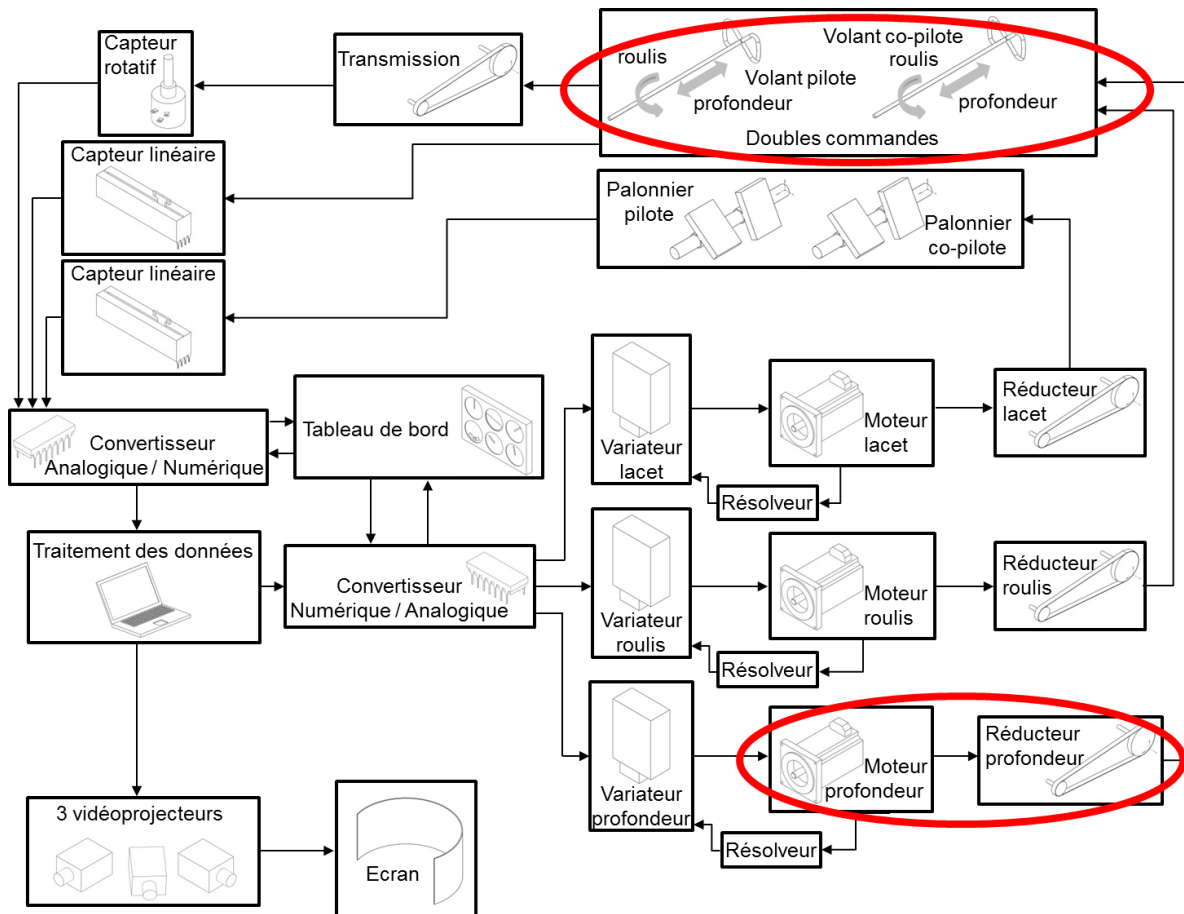 Capteur
rotatif
Transmission
roulis
Volant pilote
profondeur
Volant co-pilote
roulis
profondeur
Doubles commandes
Capteur linéaire
Palonnier
pilote
Palonnier
co-pilote
Capteur linéaire
Convertisseur
Analogique / Numérique
Tableau de bord
Variateur
lacet
Moteur
lacet
Réducteur
lacet
Résolveur
Traitement des données
Convertisseur
Numérique / Analogique
Variateur
roulis
Moteur
roulis
Réducteur
roulis
Résolveur
Variateur
profondeur
Moteur
profondeur
Réducteur
profondeur
Résolveur
3 vidéoprojecteurs
Ecran